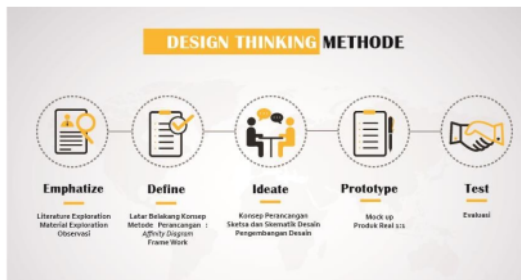 DESIGN THINKING METHODE
Emphatize
Literature Exploration
Material Exploration
Observasi
Define
Latar Belakang Konsep
Metode Perancangan :
Affinity Diagram
Frame Work
Ideate
Konsep Perancangan
Sketsa dan Skematik Desain
Pengembangan Desain
Prototype
Mock up
Produk Real 1:1
Test
Evaluasi